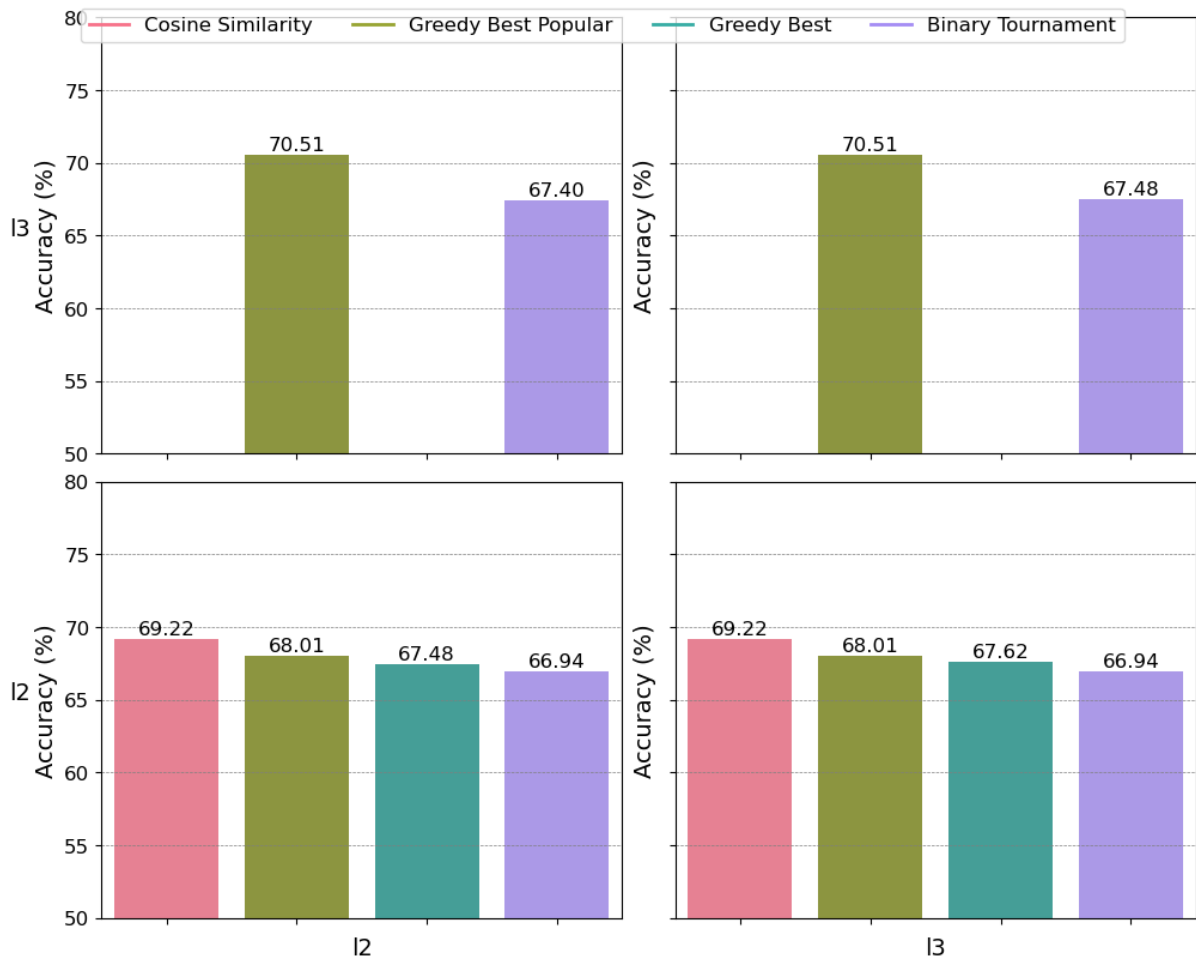 Cosine Similarity Greedy Best Popular Greedy Best Binary Tournament
80
75
70
65
60
55
50
l3
Accuracy (%)
70.51
67.40
Accuracy (%)
70.51
67.48
80
75
70
65
60
55
50
l2
Accuracy (%)
69.22
68.01
67.48
66.94
Accuracy (%)
69.22
68.01
67.62
66.94
l2
l3